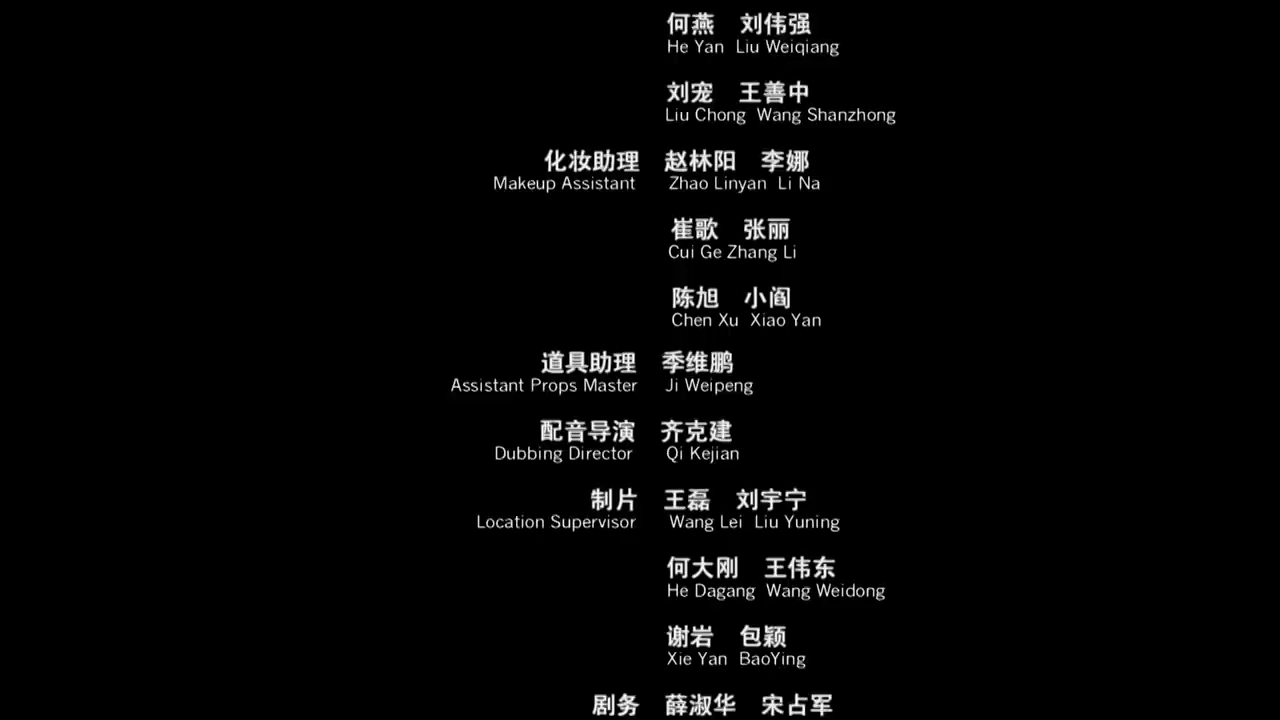 何燕 刘伟强
He Yan Liu Weiqiang
刘宠 王善中
Liu Chong Wang Shanzhong
化妆助理 赵林阳 李娜
Makeup Assistant Zhao Linyan Li Na
崔歌 张丽
Cui Ge Zhang Li
陈旭 小阎
Chen Xu Xiao Yan
道具助理 季维鹏
Assistant Props Master Ji Weipeng
配音导演 齐克建
Dubbing Director Qi Kejian
制片 王磊 刘宇宁
Location Supervisor Wang Lei Liu Yuning
何大刚 王伟东
He Dagang Wang Weidong
谢岩 包颖
Xie Yan BaoYing
剧务 薛淑华 宋占军